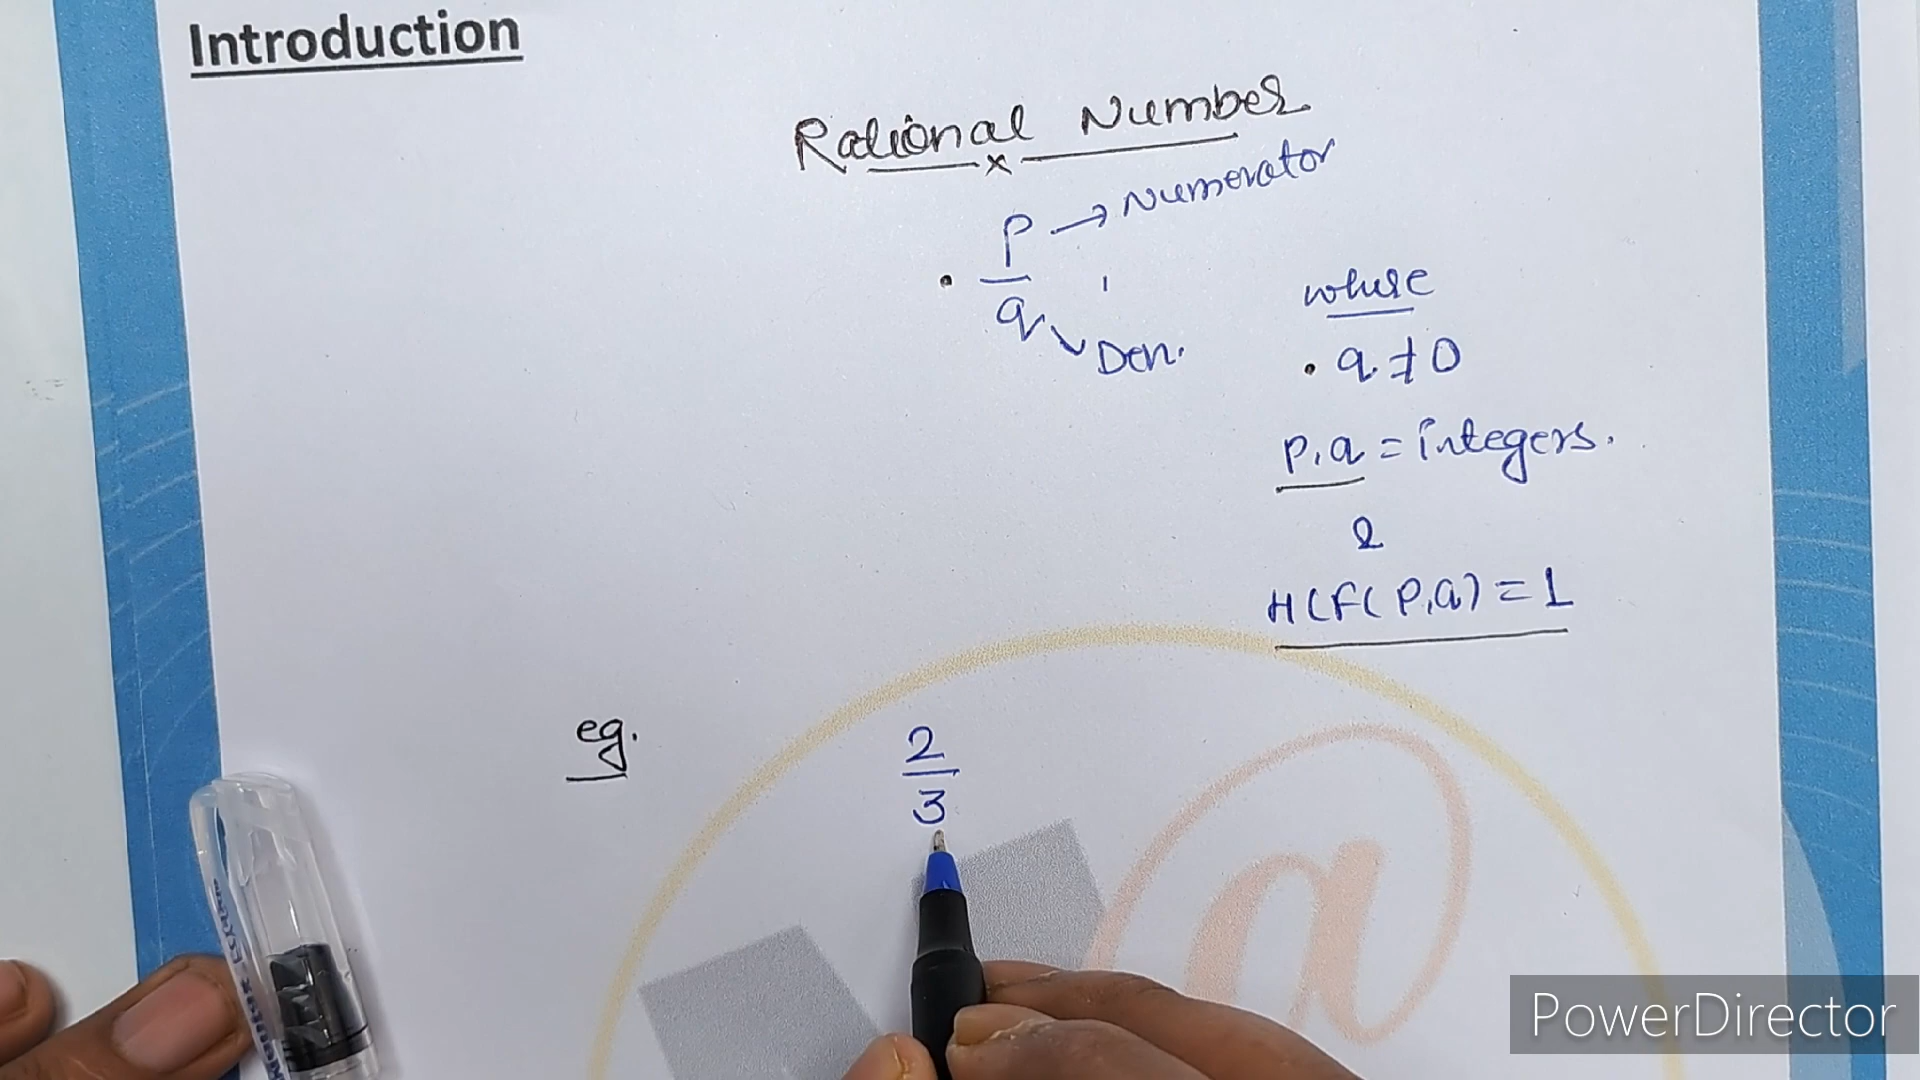 Introduction
Rational Number
x
P → Numerator
q ↘ Den.
where
• q ≠ 0
P, q = integers.
&
HCF( P, q) = 1
eg.
2
3
PowerDirector